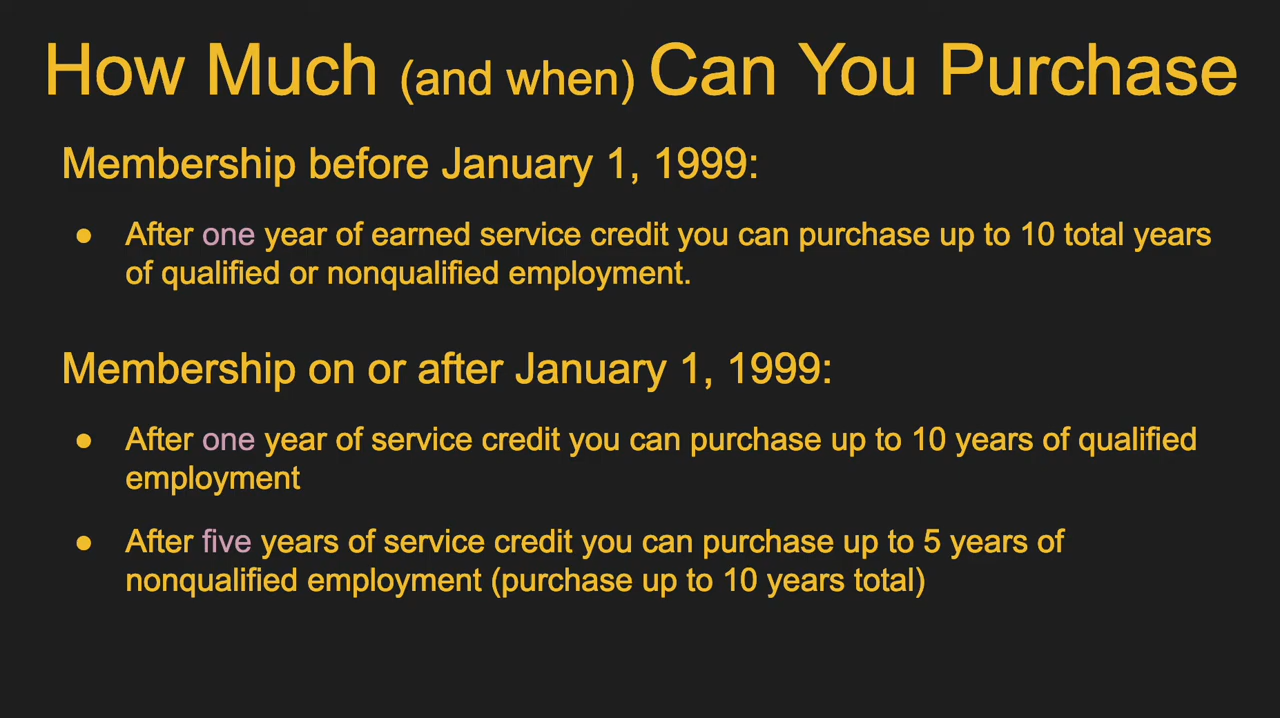 How Much (and when) Can You Purchase
Membership before January 1, 1999:
● After one year of earned service credit you can purchase up to 10 total years
of qualified or nonqualified employment.
Membership on or after January 1, 1999:
● After one year of service credit you can purchase up to 10 years of qualified
employment
● After five years of service credit you can purchase up to 5 years of
nonqualified employment (purchase up to 10 years total)